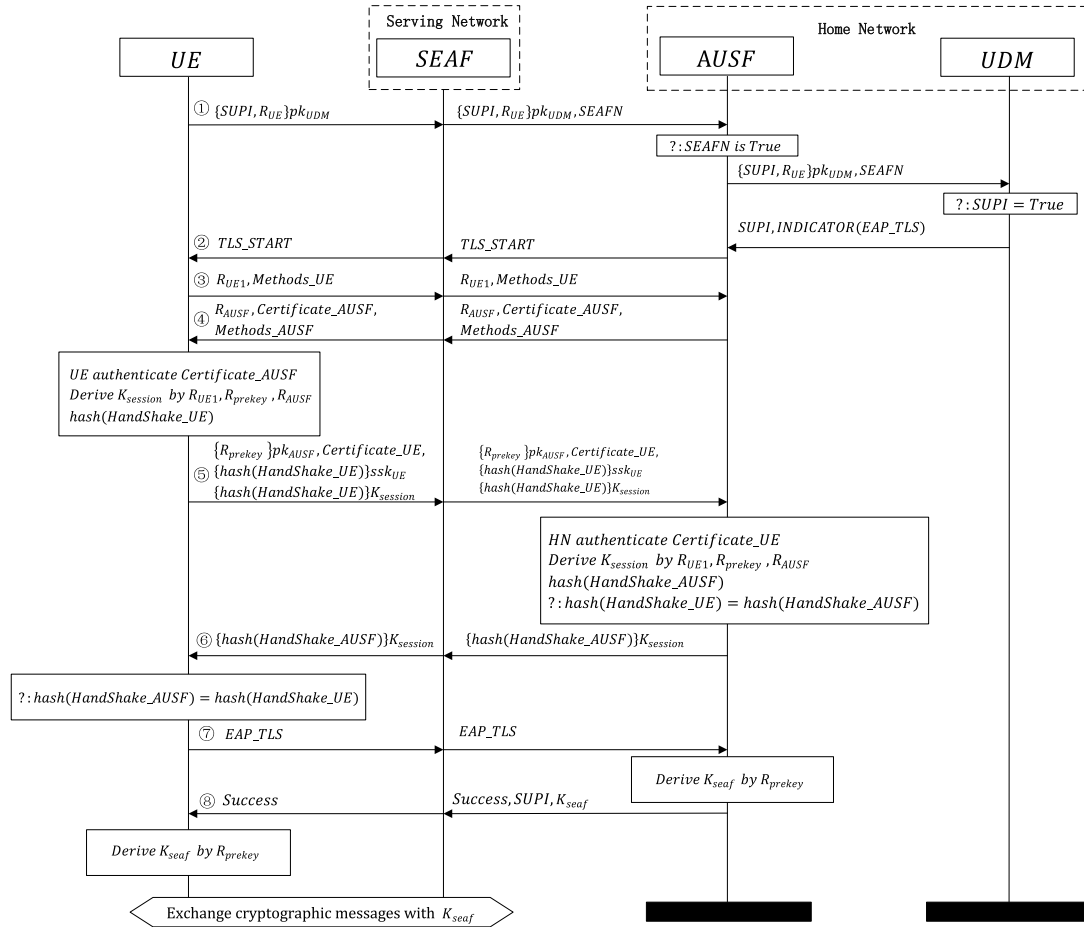 Serving Network
Home Network
UE
SEAF
AUSF
UDM
① {SUPI, R_UE}pk_UDM
{SUPI, R_UE}pk_UDM, SEAFN
?: SEAFN is True
{SUPI, R_UE}pk_UDM, SEAFN
?: SUPI = True
SUPI, INDICATOR(EAP_TLS)
② TLS_START
TLS_START
③ R_UE1, Methods_UE
R_UE1, Methods_UE
④ R_AUSF, Certificate_AUSF,
Methods_AUSF
R_AUSF, Certificate_AUSF,
Methods_AUSF
UE authenticate Certificate_AUSF
Derive K_session by R_UE1, R_prekey , R_AUSF
hash(HandShake_UE)
⑤ {R_prekey }pk_AUSF, Certificate_UE,
{hash(HandShake_UE)}ssk_UE
{hash(HandShake_UE)}K_session
{R_prekey }pk_AUSF, Certificate_UE,
{hash(HandShake_UE)}ssk_UE
{hash(HandShake_UE)}K_session
HN authenticate Certificate_UE
Derive K_session by R_UE1, R_prekey , R_AUSF
hash(HandShake_AUSF)
?: hash(HandShake_UE) = hash(HandShake_AUSF)
⑥ {hash(HandShake_AUSF)}K_session
{hash(HandShake_AUSF)}K_session
?: hash(HandShake_AUSF) = hash(HandShake_UE)
⑦ EAP_TLS
EAP_TLS
Derive K_seaf by R_prekey
⑧ Success
Success, SUPI, K_seaf
Derive K_seaf by R_prekey
Exchange cryptographic messages with K_seaf